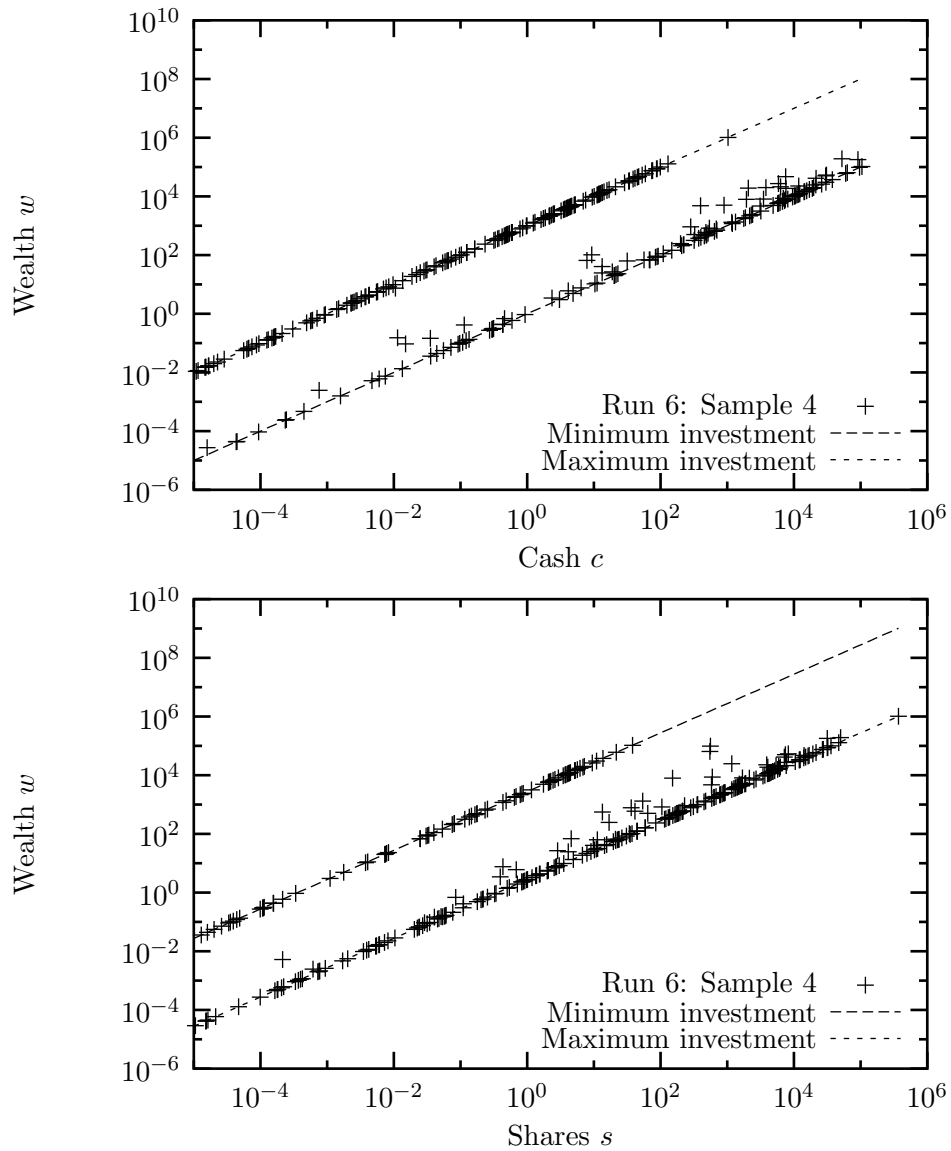 10^10
10^8
10^6
10^4
10^2
10^0
10^−2
10^−4
10^−6
Wealth w
Run 6: Sample 4
Minimum investment
Maximum investment
10^−4 10^−2 10^0 10^2 10^4 10^6
Cash c
10^10
10^8
10^6
10^4
10^2
10^0
10^−2
10^−4
10^−6
Wealth w
Run 6: Sample 4
Minimum investment
Maximum investment
10^−4 10^−2 10^0 10^2 10^4 10^6
Shares s